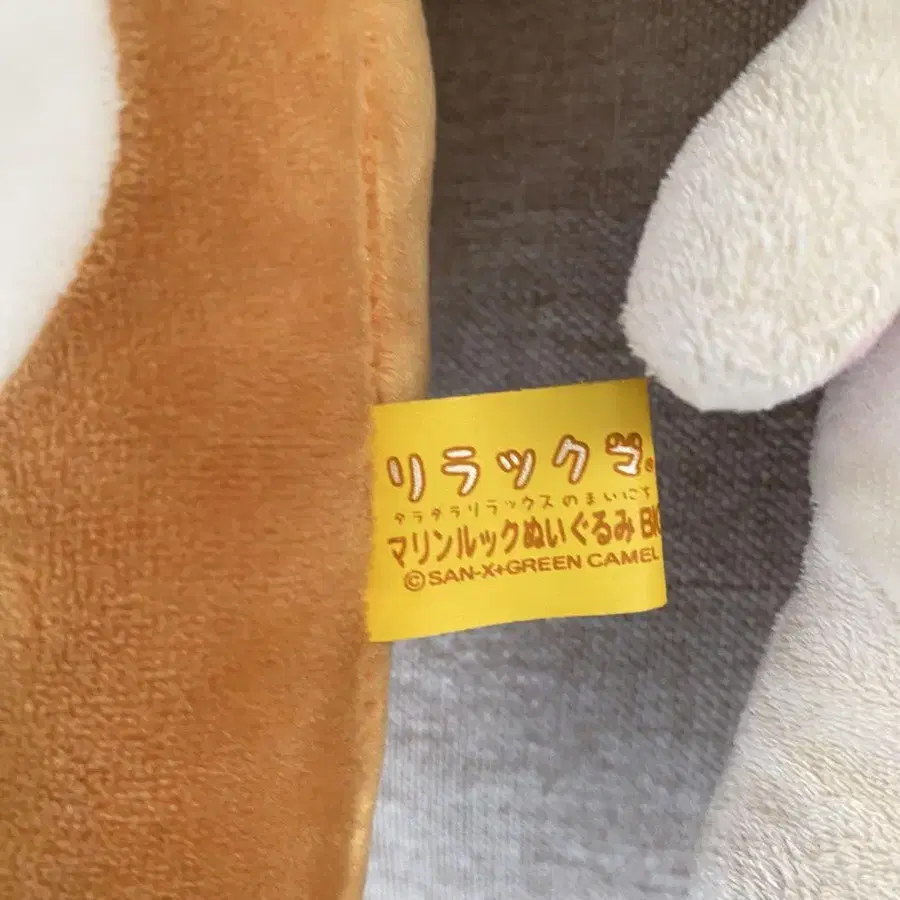 リラックマ
ダラダラリラックスのまいにち
マリンルックぬいぐるみ BIG
©SAN-X+GREEN CAMEL